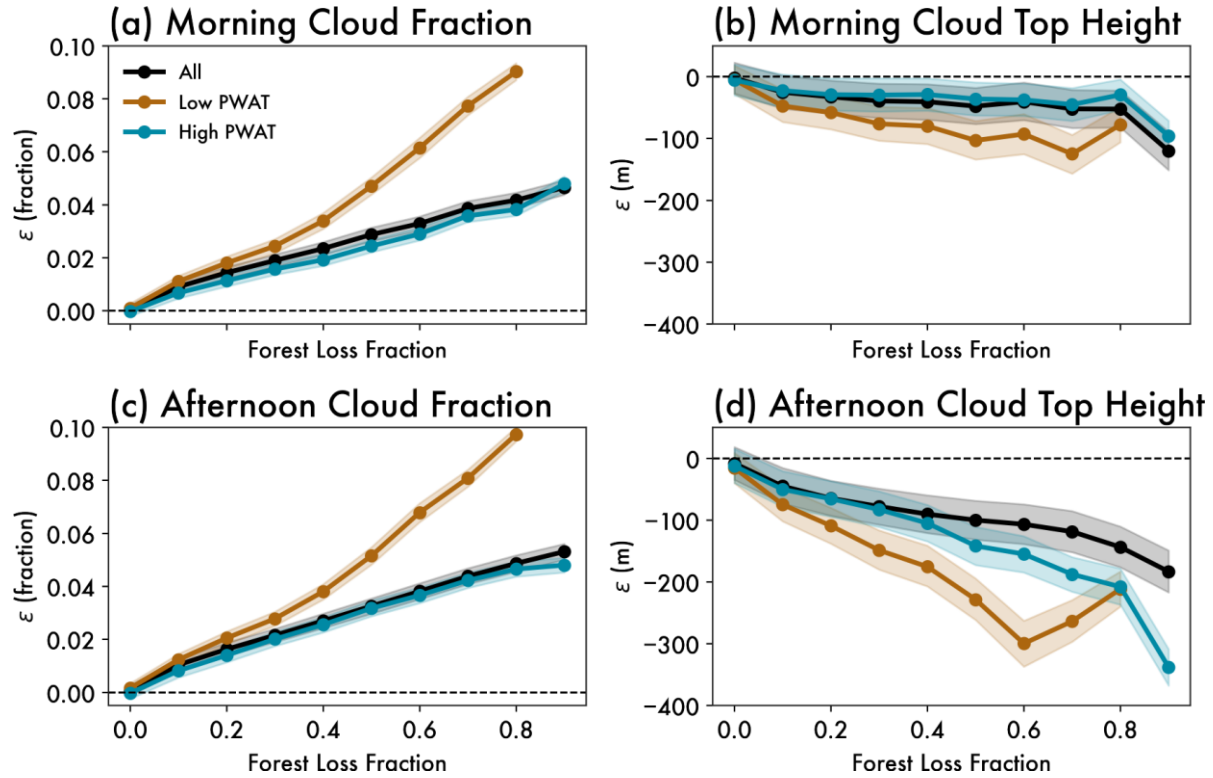 (a) Morning Cloud Fraction
0.10
0.08
0.06
0.04
0.02
0.00
ε (fraction)
All
Low PWAT
High PWAT
Forest Loss Fraction
(b) Morning Cloud Top Height
0
−100
−200
−300
−400
ε (m)
Forest Loss Fraction
(c) Afternoon Cloud Fraction
0.10
0.08
0.06
0.04
0.02
0.00
ε (fraction)
0.0 0.2 0.4 0.6 0.8
Forest Loss Fraction
(d) Afternoon Cloud Top Height
0
−100
−200
−300
−400
ε (m)
0.0 0.2 0.4 0.6 0.8
Forest Loss Fraction